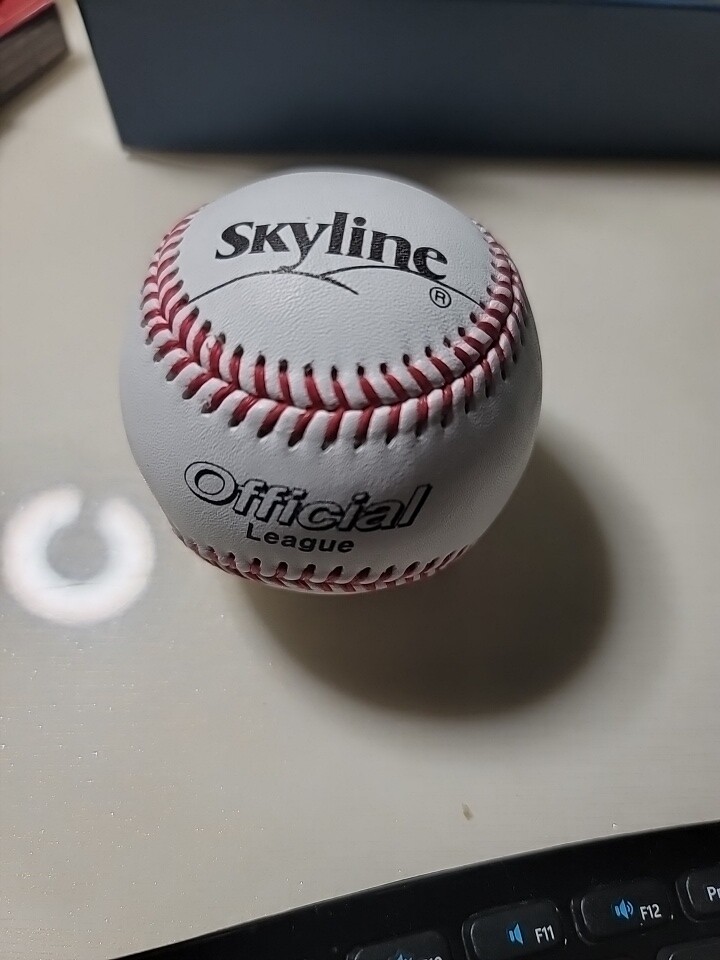 Skyline
®
Official
League
F11
F12